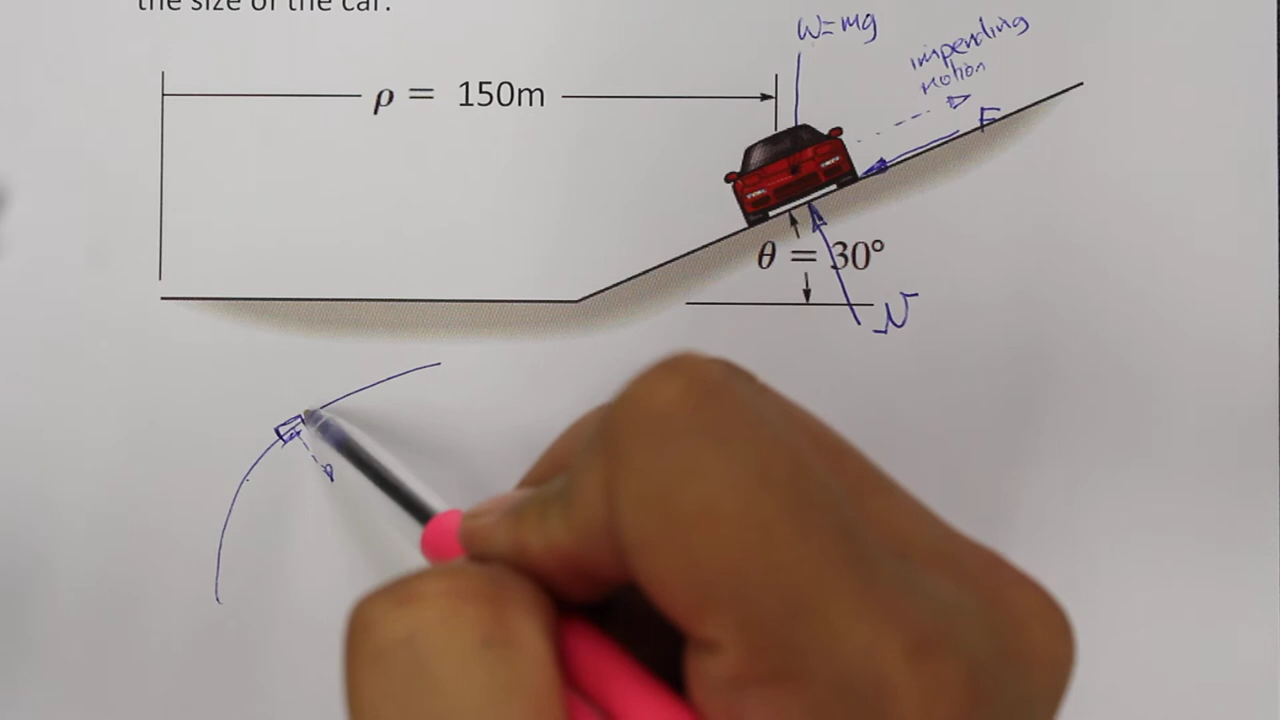 the size of the car.
W=mg
impending
motion
ρ = 150m
F
θ = 30°
N